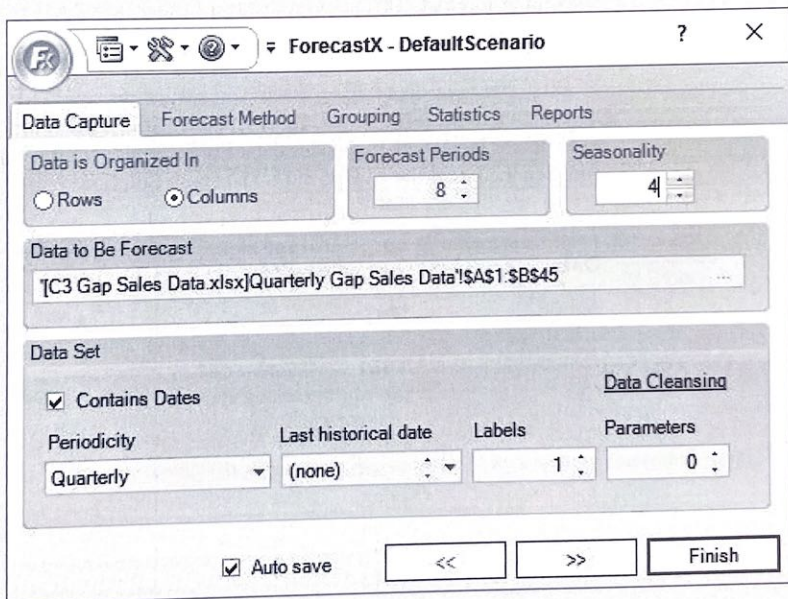 Fx ForecastX - DefaultScenario ?
Data Capture Forecast Method Grouping Statistics Reports
Data is Organized In Forecast Periods Seasonality
Rows Columns 8 4
Data to Be Forecast
'[C3 Gap Sales Data.xlsx]Quarterly Gap Sales Data'!$A$1:$B$45 ...
Data Set
Contains Dates Data Cleansing
Periodicity Last historical date Labels Parameters
Quarterly (none) 1 0
Auto save << >> Finish